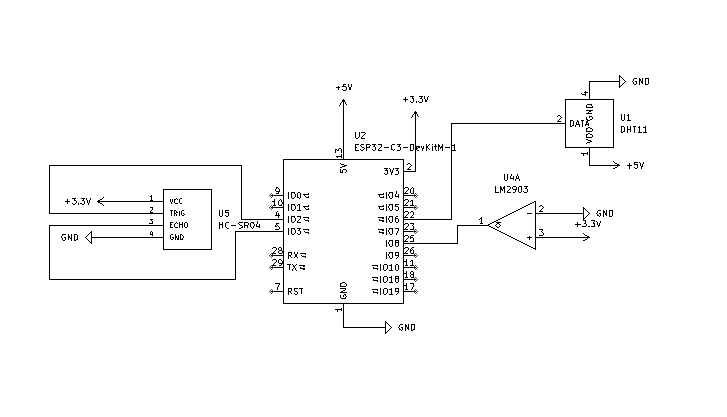 +5V
+3.3V
GND
4
U1
DHT11
2
DATA
GND
VDD
1
+5V
U2
ESP32-C3-DevKitM-1
13
5V
2
3V3
U4A
LM2903
1
2
-
GND
+3.3V
3
+
+3.3V
1
VCC
2
TRIG
3
ECHO
GND
4
GND
U5
HC-SR04
9
IO0
10
IO1
4
IO2
5
IO3
28
RX
29
TX
7
RST
20
IO4
21
IO5
22
IO6
23
IO7
25
IO8
26
IO9
11
IO10
18
IO18
17
IO19
GND
1
GND